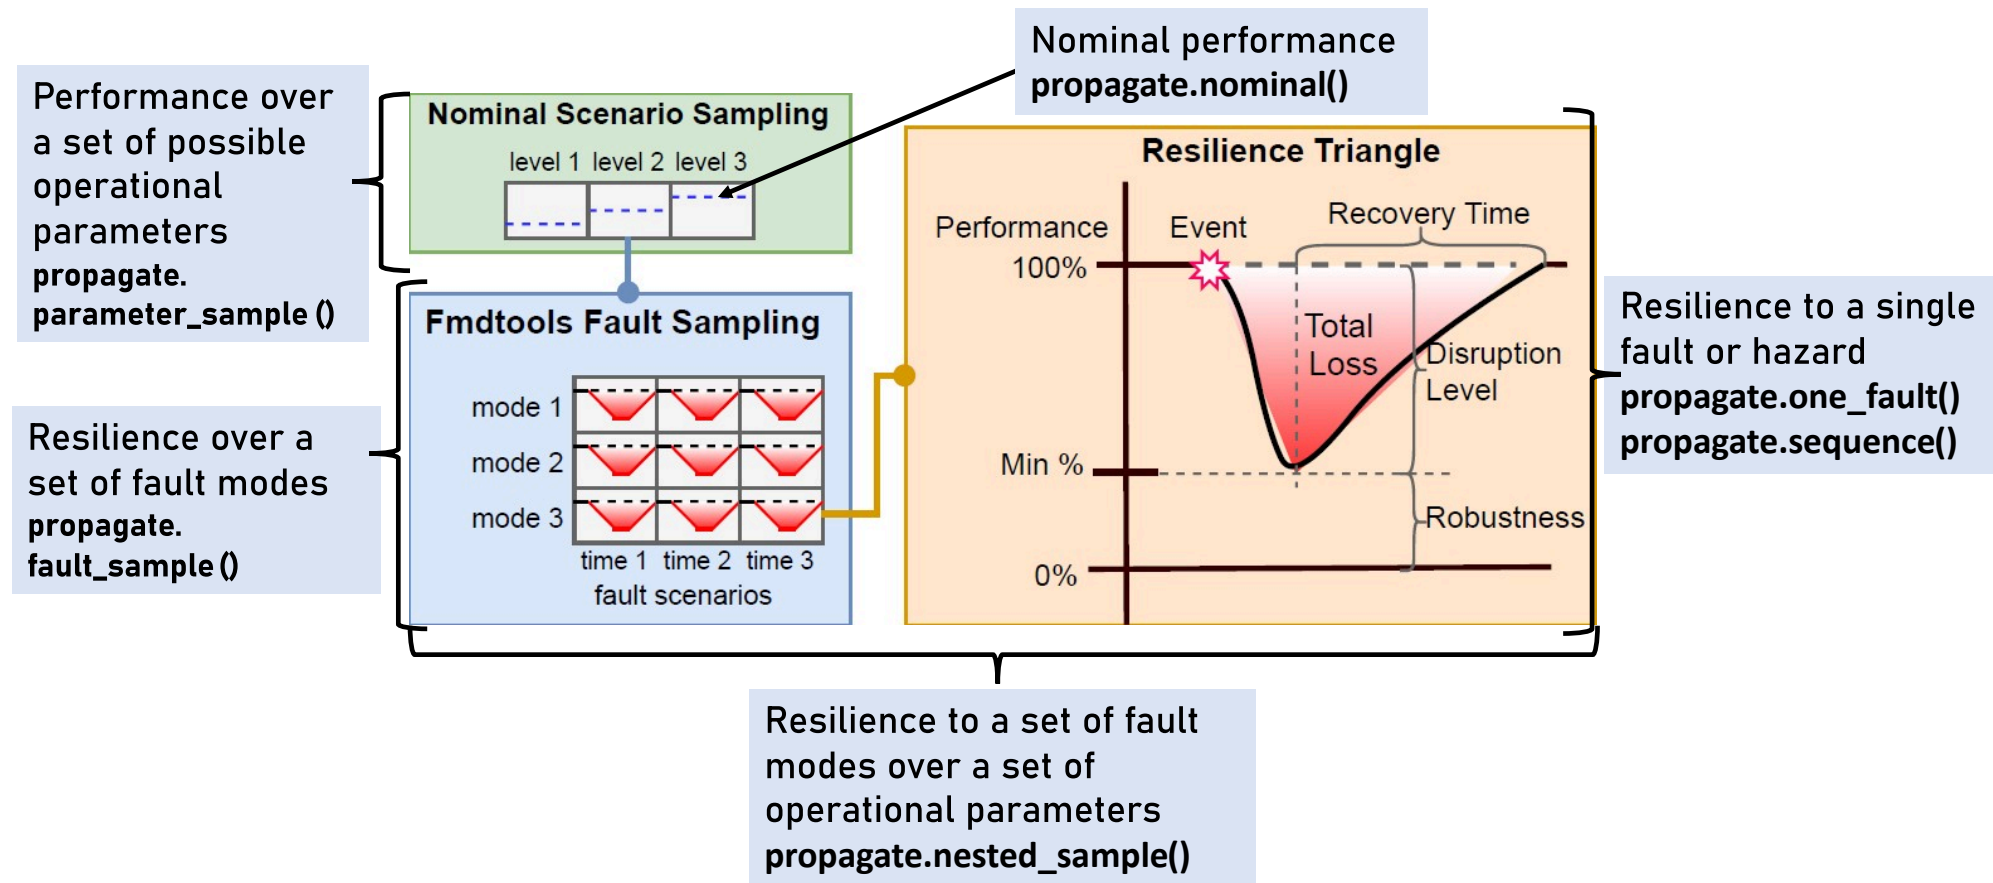 Nominal performance
propagate.nominal()
Performance over
a set of possible
operational
parameters
propagate.
parameter_sample()
Nominal Scenario Sampling
level 1 level 2 level 3
Resilience Triangle
Performance
100%
Event
Recovery Time
Total
Loss
Disruption
Level
Min %
Robustness
0%
Resilience to a single
fault or hazard
propagate.one_fault()
propagate.sequence()
Fmdtools Fault Sampling
mode 1
mode 2
mode 3
time 1 time 2 time 3
fault scenarios
Resilience over a
set of fault modes
propagate.
fault_sample()
Resilience to a set of fault
modes over a set of
operational parameters
propagate.nested_sample()